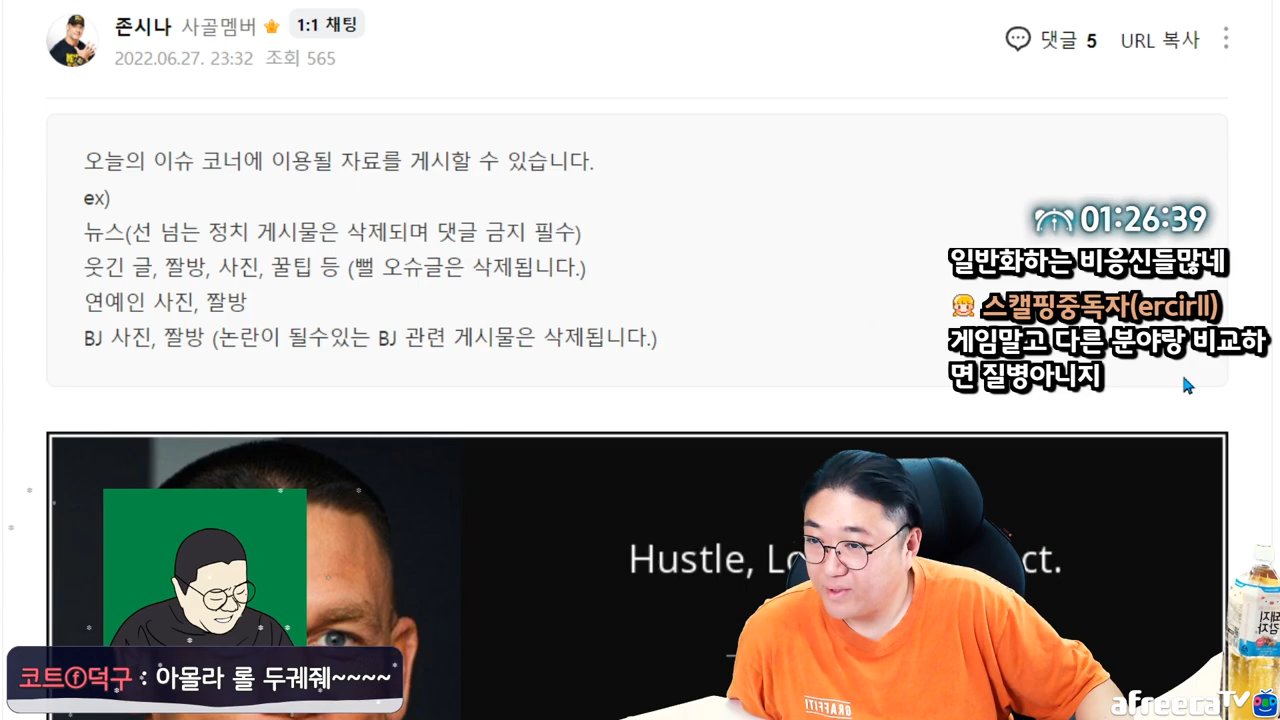 존시나 사골멤버 1:1 채팅
2022.06.27. 23:32 조회 565
댓글 5 URL 복사
오늘의 이슈 코너에 이용될 자료를 게시할 수 있습니다.
ex)
뉴스(선 넘는 정치 게시물은 삭제되며 댓글 금지 필수)
웃긴 글, 짤방, 사진, 꿀팁 등 (뻘 오슈글은 삭제됩니다.)
연예인 사진, 짤방
BJ 사진, 짤방 (논란이 될수있는 BJ 관련 게시물은 삭제됩니다.)
01:26:39
일반화하는 비응신들많네
스캘핑중독자(ercirll)
게임말고 다른 분야랑 비교하
면 질병아니지
Hustle, ct.
코트ⓕ덕구 : 아몰라 롤 두궤줴~~~~
GRAFFITI
afreecaTV